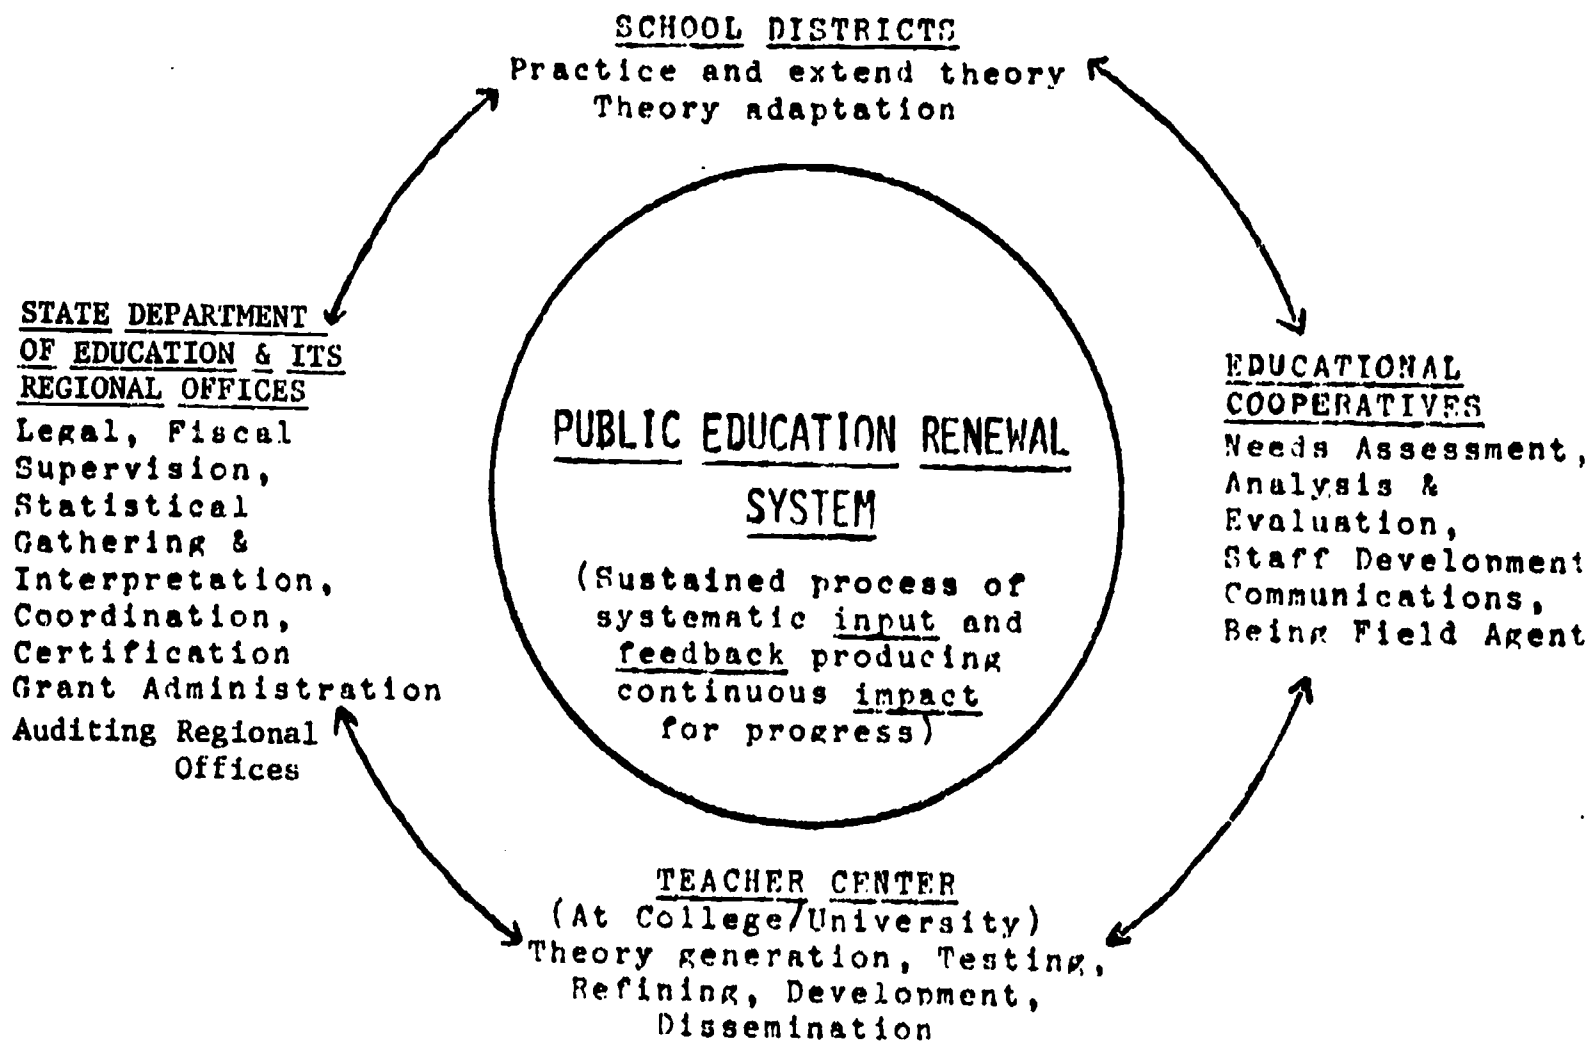 SCHOOL DISTRICTS
Practice and extend theory
Theory adaptation
STATE DEPARTMENT
OF EDUCATION & ITS
REGIONAL OFFICES
Legal, Fiscal
Supervision,
Statistical
Gathering &
Interpretation,
Coordination,
Certification
Grant Administration
Auditing Regional
Offices
PUBLIC EDUCATION RENEWAL
SYSTEM
(Sustained process of
systematic input and
feedback producing
continuous impact
for progress)
EDUCATIONAL
COOPERATIVES
Needs Assessment,
Analysis &
Evaluation,
Staff Development
Communications,
Being Field Agent
TEACHER CENTER
(At College/University)
Theory generation, Testing,
Refining, Development,
Dissemination